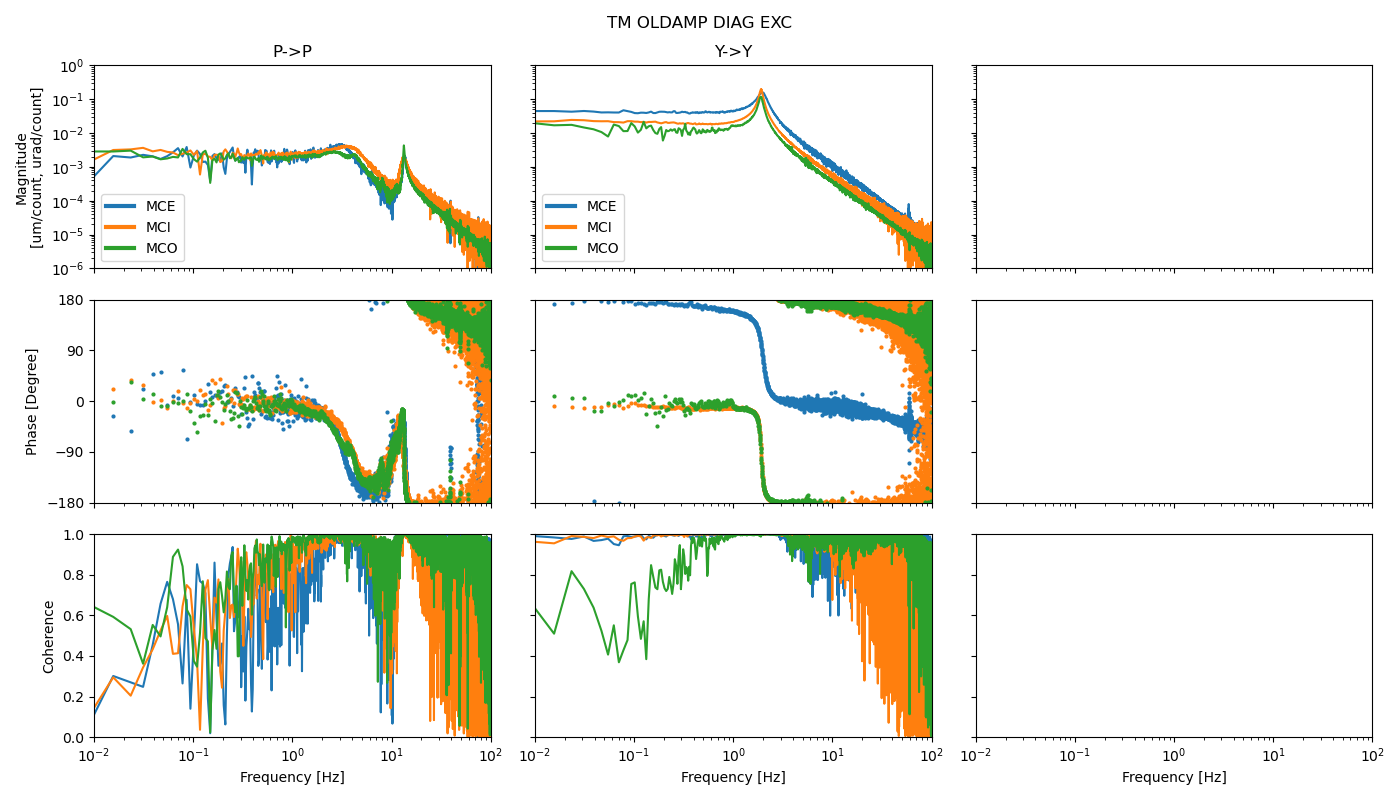 TM OLDAMP DIAG EXC
P->P
Y->Y
Magnitude
[um/count, urad/count]
10^0
10^-1
10^-2
10^-3
10^-4
10^-5
10^-6
MCE
MCI
MCO
MCE
MCI
MCO
Phase [Degree]
180
90
0
−90
−180
Coherence
1.0
0.8
0.6
0.4
0.2
0.0
10^-2 10^-1 10^0 10^1 10^2
10^-2 10^-1 10^0 10^1 10^2
10^-2 10^-1 10^0 10^1 10^2
Frequency [Hz]
Frequency [Hz]
Frequency [Hz]